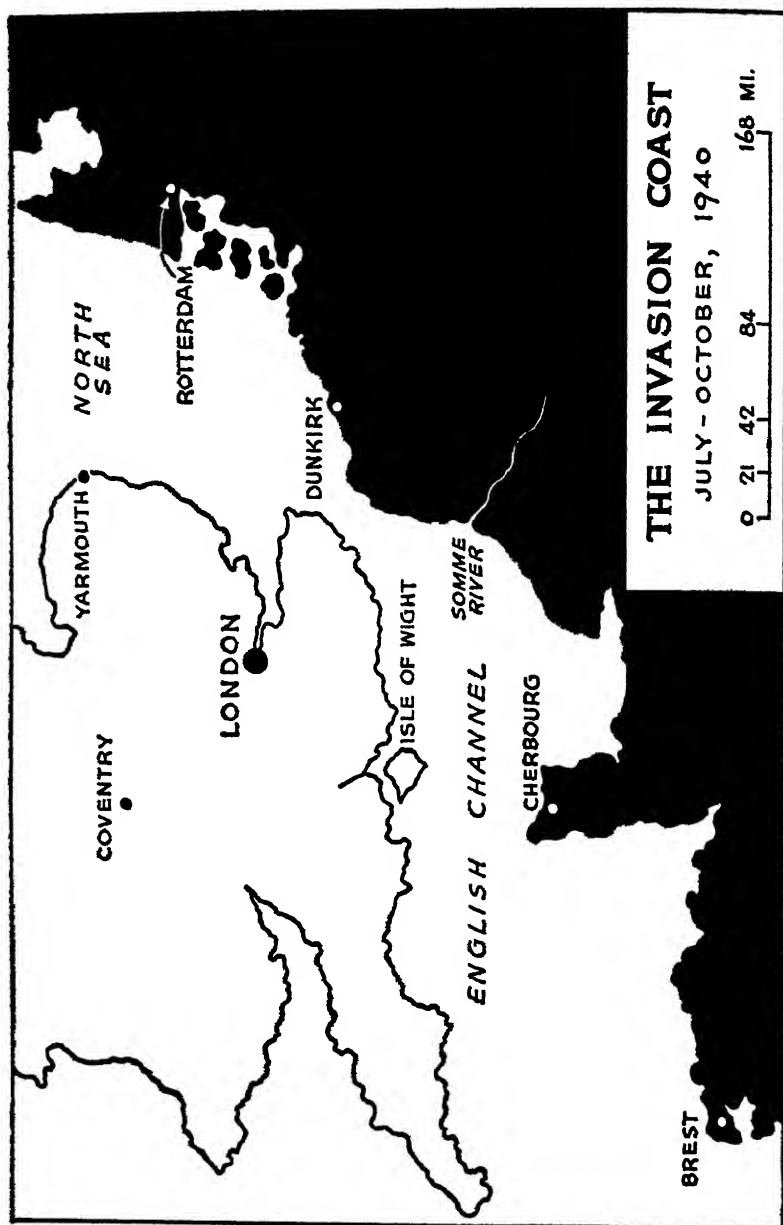 NORTH
SEA
YARMOUTH
COVENTRY
ROTTERDAM
LONDON
DUNKIRK
ISLE OF WIGHT
SOMME
RIVER
ENGLISH CHANNEL
CHERBOURG
BREST
THE INVASION COAST
JULY-OCTOBER, 1940
0 21 42 84 168 MI.